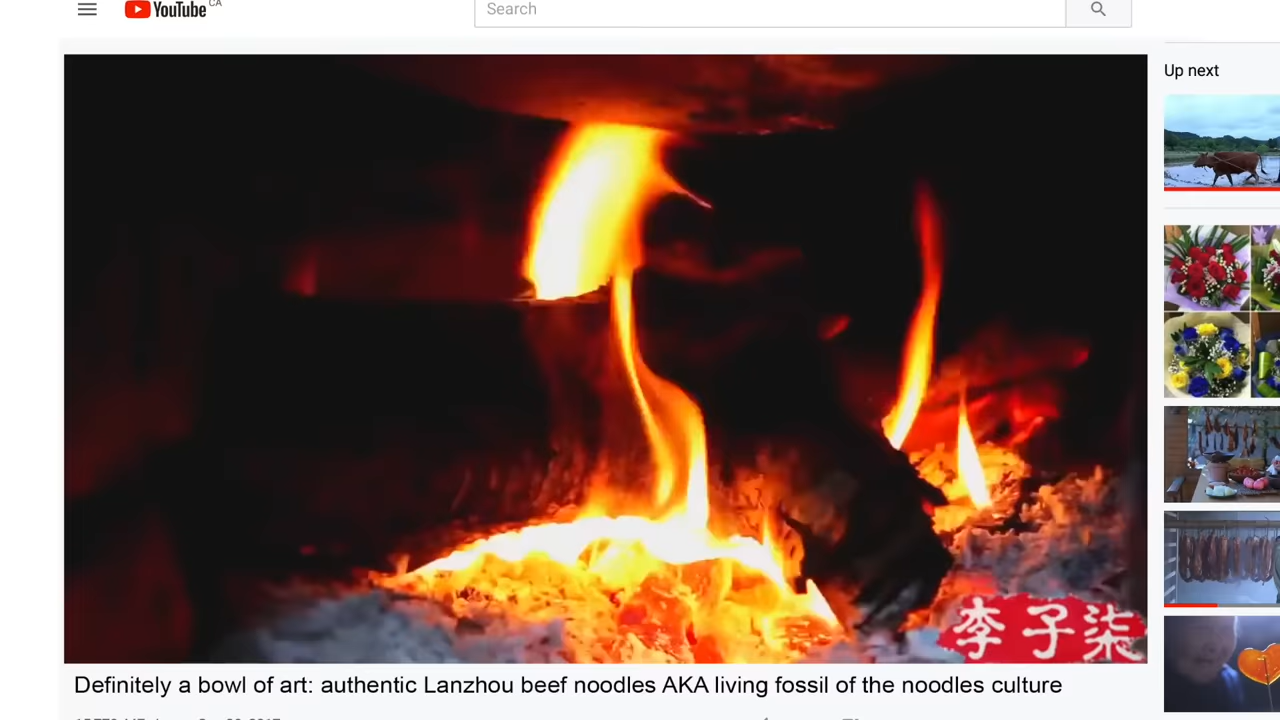 YouTube CA
Search
Up next
李子柒
Definitely a bowl of art: authentic Lanzhou beef noodles AKA living fossil of the noodles culture